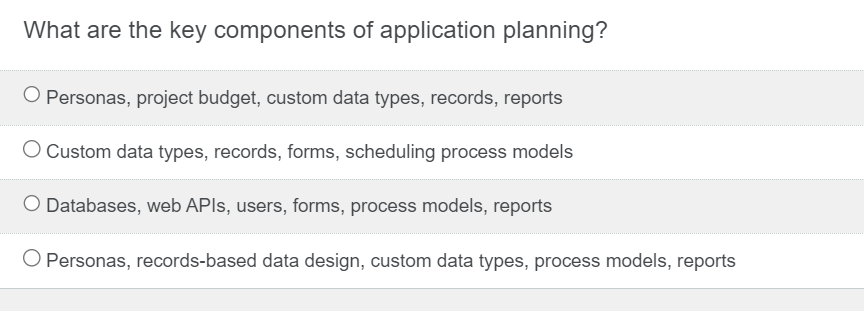 What are the key components of application planning?
Personas, project budget, custom data types, records, reports
Custom data types, records, forms, scheduling process models
Databases, web APIs, users, forms, process models, reports
Personas, records-based data design, custom data types, process models, reports